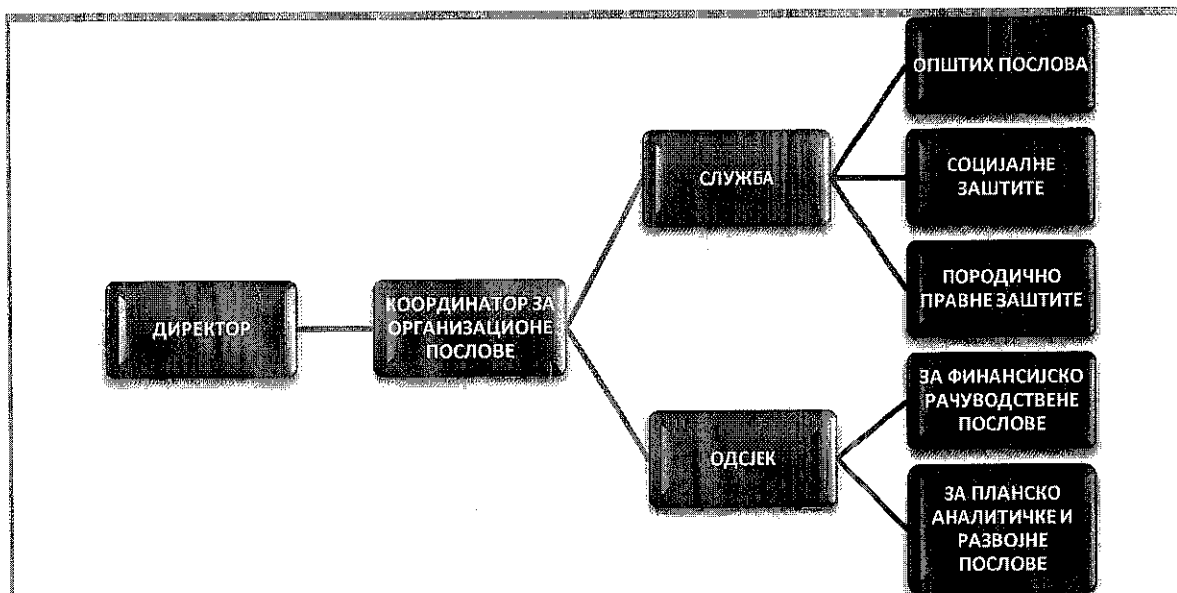 ДИРЕКТОР
КООРДИНАТОР ЗА
ОРГАНИЗАЦИОНЕ
ПОСЛОВЕ
СЛУЖБА
ОПШТИХ ПОСЛОВА
СОЦИЈАЛНЕ
ЗАШТИТЕ
ПОРОДИЧНО
ПРАВНЕ ЗАШТИТЕ
ОДСЈЕК
ЗА ФИНАНСИЈСКО
РАЧУВОДСТВЕНЕ
ПОСЛОВЕ
ЗА ПЛАНСКО
АНАЛИТИЧКЕ И
РАЗВОЈНЕ
ПОСЛОВЕ